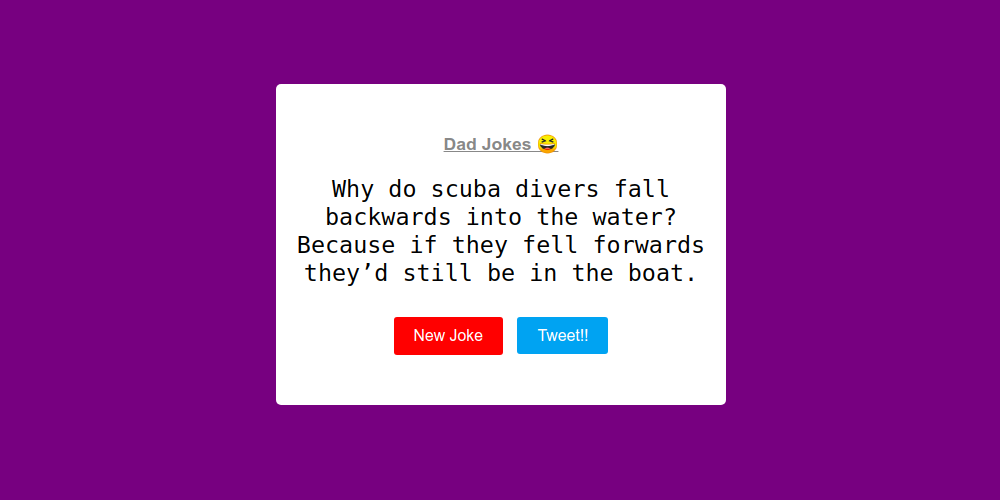 Dad Jokes 😆
Why do scuba divers fall
backwards into the water?
Because if they fell forwards
they’d still be in the boat.
New Joke
Tweet!!